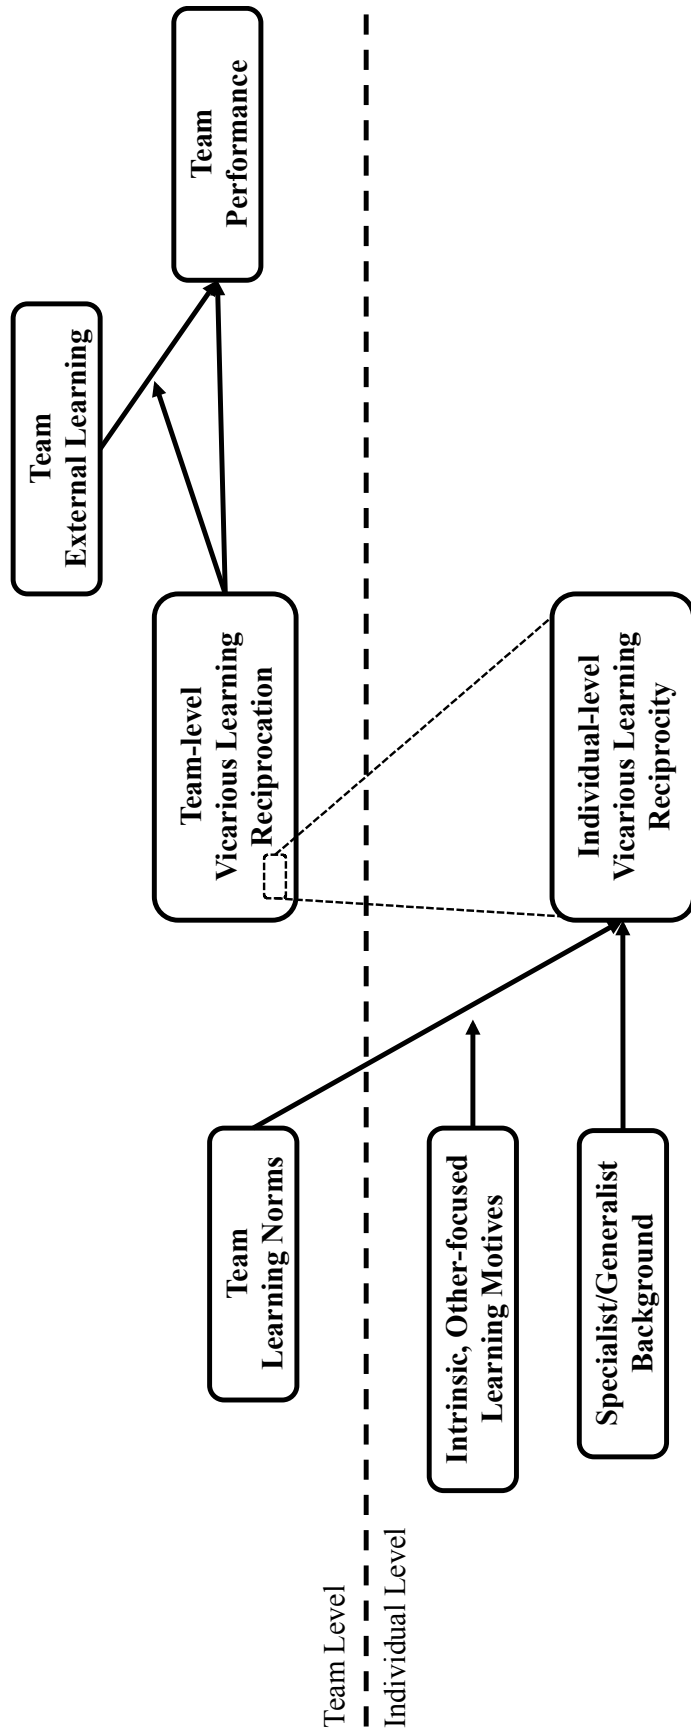 Team
External Learning
Team
Performance
Team-level
Vicarious Learning
Reciprocation
Team
Learning Norms
Team Level
Individual Level
Intrinsic, Other-focused
Learning Motives
Individual-level
Vicarious Learning
Reciprocity
Specialist/Generalist
Background